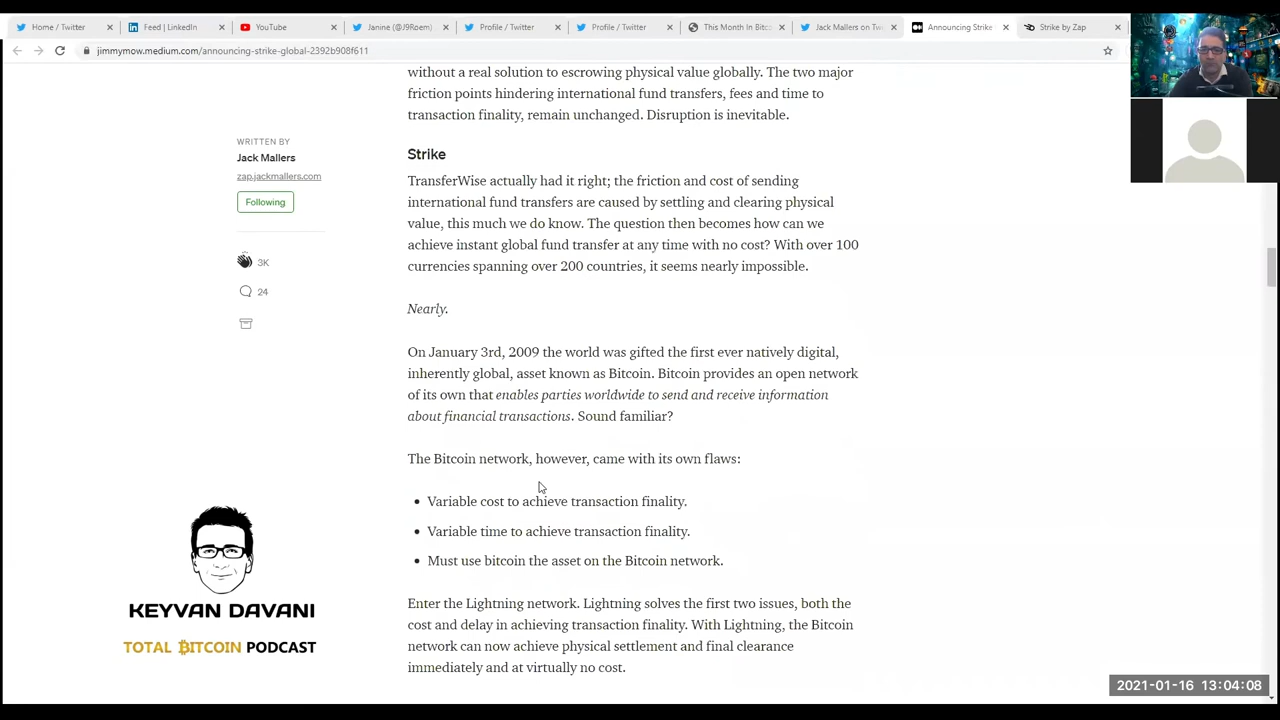 Home / Twitter
Feed | LinkedIn
YouTube
Janine (@J9Roem)
Profile / Twitter
Profile / Twitter
This Month In Bitc
Jack Mallers on Twi
Announcing Strike
Strike by Zap
jimmymow.medium.com/announcing-strike-global-2392b908f611
without a real solution to escrowing physical value globally. The two major
friction points hindering international fund transfers, fees and time to
transaction finality, remain unchanged. Disruption is inevitable.
WRITTEN BY
Jack Mallers
zap.jackmallers.com
Following
3K
24
Strike
TransferWise actually had it right; the friction and cost of sending
international fund transfers are caused by settling and clearing physical
value, this much we do know. The question then becomes how can we
achieve instant global fund transfer at any time with no cost? With over 100
currencies spanning over 200 countries, it seems nearly impossible.
Nearly.
On January 3rd, 2009 the world was gifted the first ever natively digital,
inherently global, asset known as Bitcoin. Bitcoin provides an open network
of its own that enables parties worldwide to send and receive information
about financial transactions. Sound familiar?
The Bitcoin network, however, came with its own flaws:
Variable cost to achieve transaction finality.
Variable time to achieve transaction finality.
Must use bitcoin the asset on the Bitcoin network.
Enter the Lightning network. Lightning solves the first two issues, both the
cost and delay in achieving transaction finality. With Lightning, the Bitcoin
network can now achieve physical settlement and final clearance
immediately and at virtually no cost.
KEYVAN DAVANI
TOTAL ₿ITCOIN PODCAST
2021-01-16 13:04:08